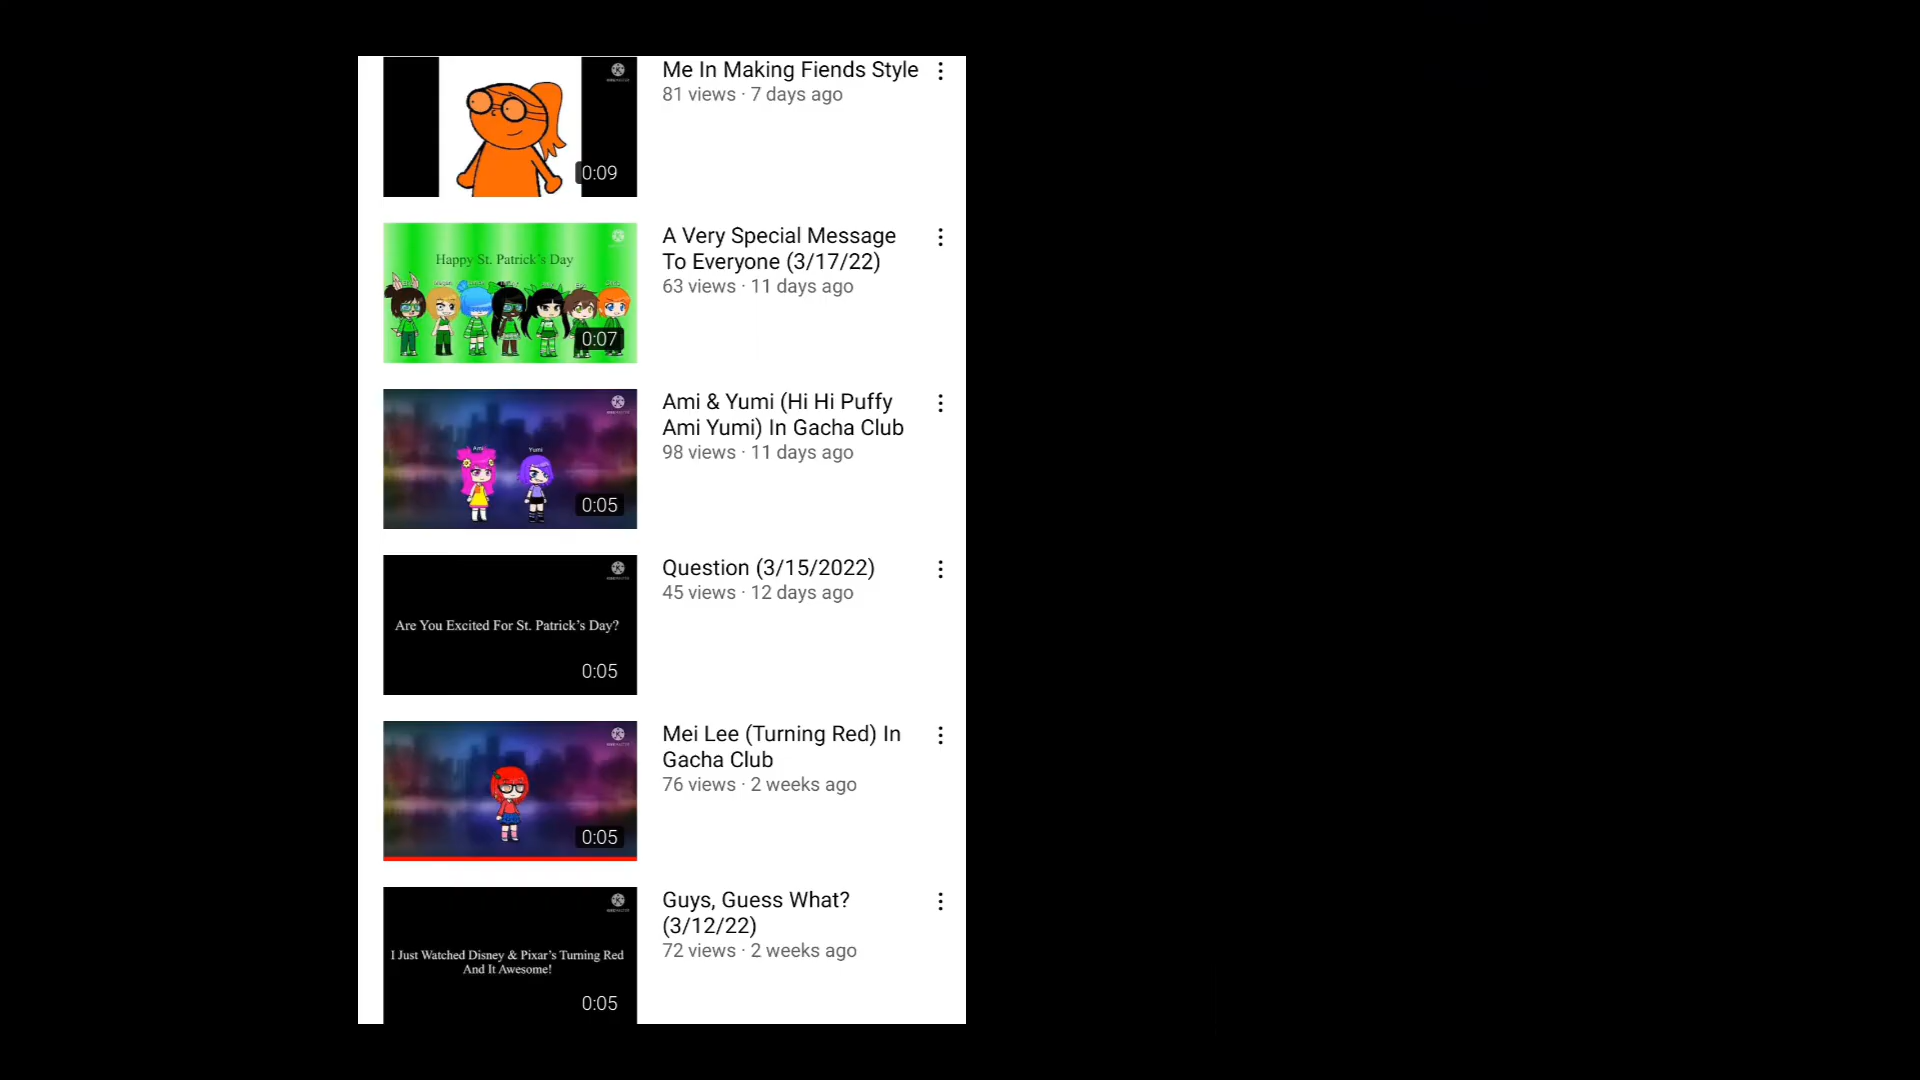 Me In Making Fiends Style
81 views · 7 days ago
0:09
A Very Special Message
To Everyone (3/17/22)
63 views · 11 days ago
Happy St. Patrick's Day
0:07
Ami & Yumi (Hi Hi Puffy
Ami Yumi) In Gacha Club
98 views · 11 days ago
Ami
Yumi
0:05
Question (3/15/2022)
45 views · 12 days ago
Are You Excited For St. Patrick's Day?
0:05
Mei Lee (Turning Red) In
Gacha Club
76 views · 2 weeks ago
0:05
Guys, Guess What?
(3/12/22)
72 views · 2 weeks ago
I Just Watched Disney & Pixar's Turning Red
And It Awesome!
0:05